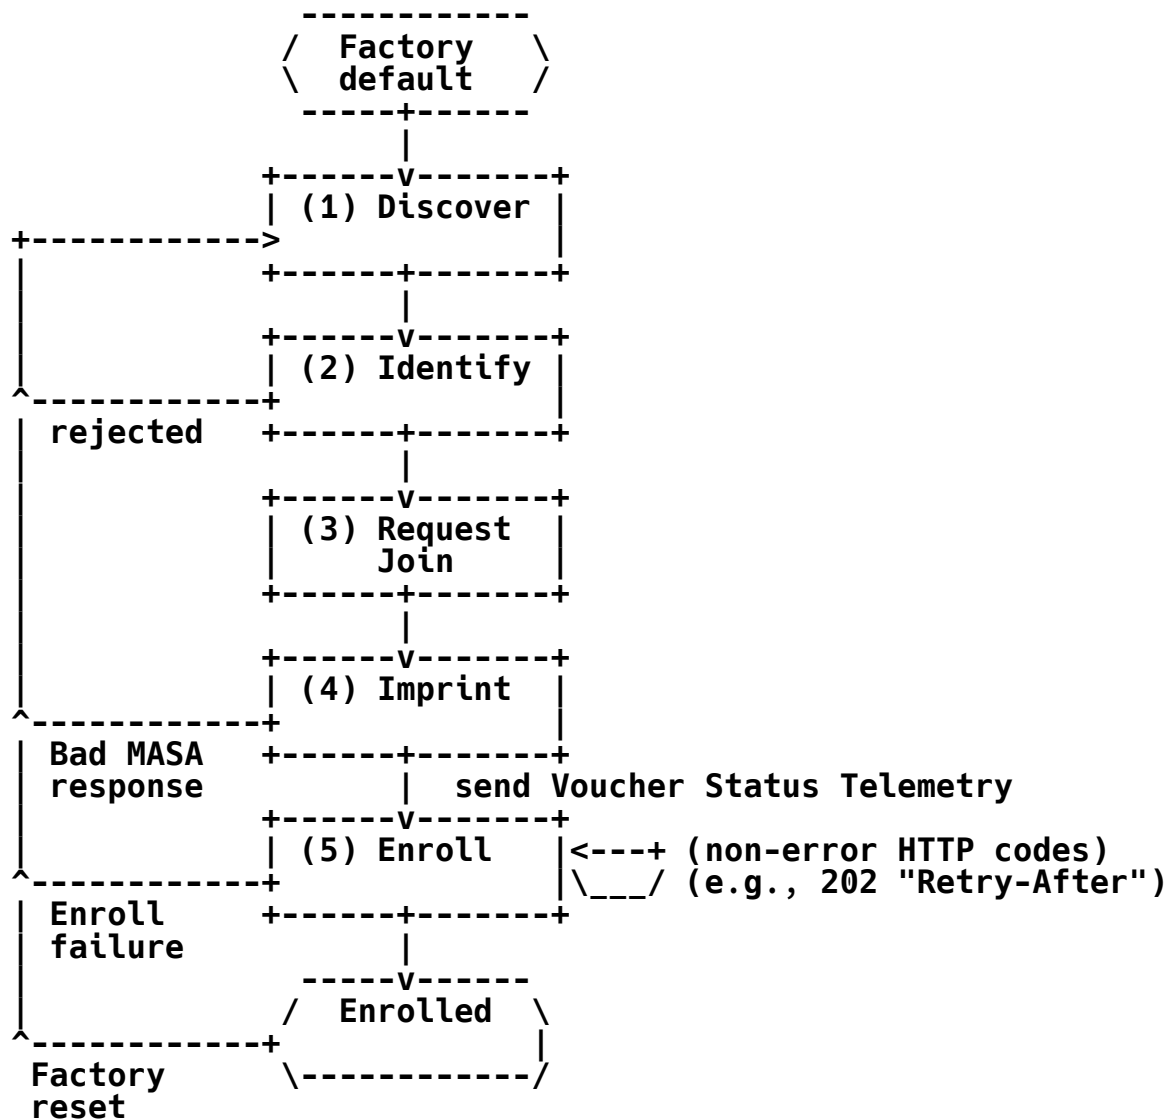 Factory
default
(1) Discover
(2) Identify
rejected
(3) Request
Join
(4) Imprint
Bad MASA
response send Voucher Status Telemetry
(5) Enroll (non-error HTTP codes)
(e.g., 202 "Retry-After")
Enroll
failure
Enrolled
Factory
reset